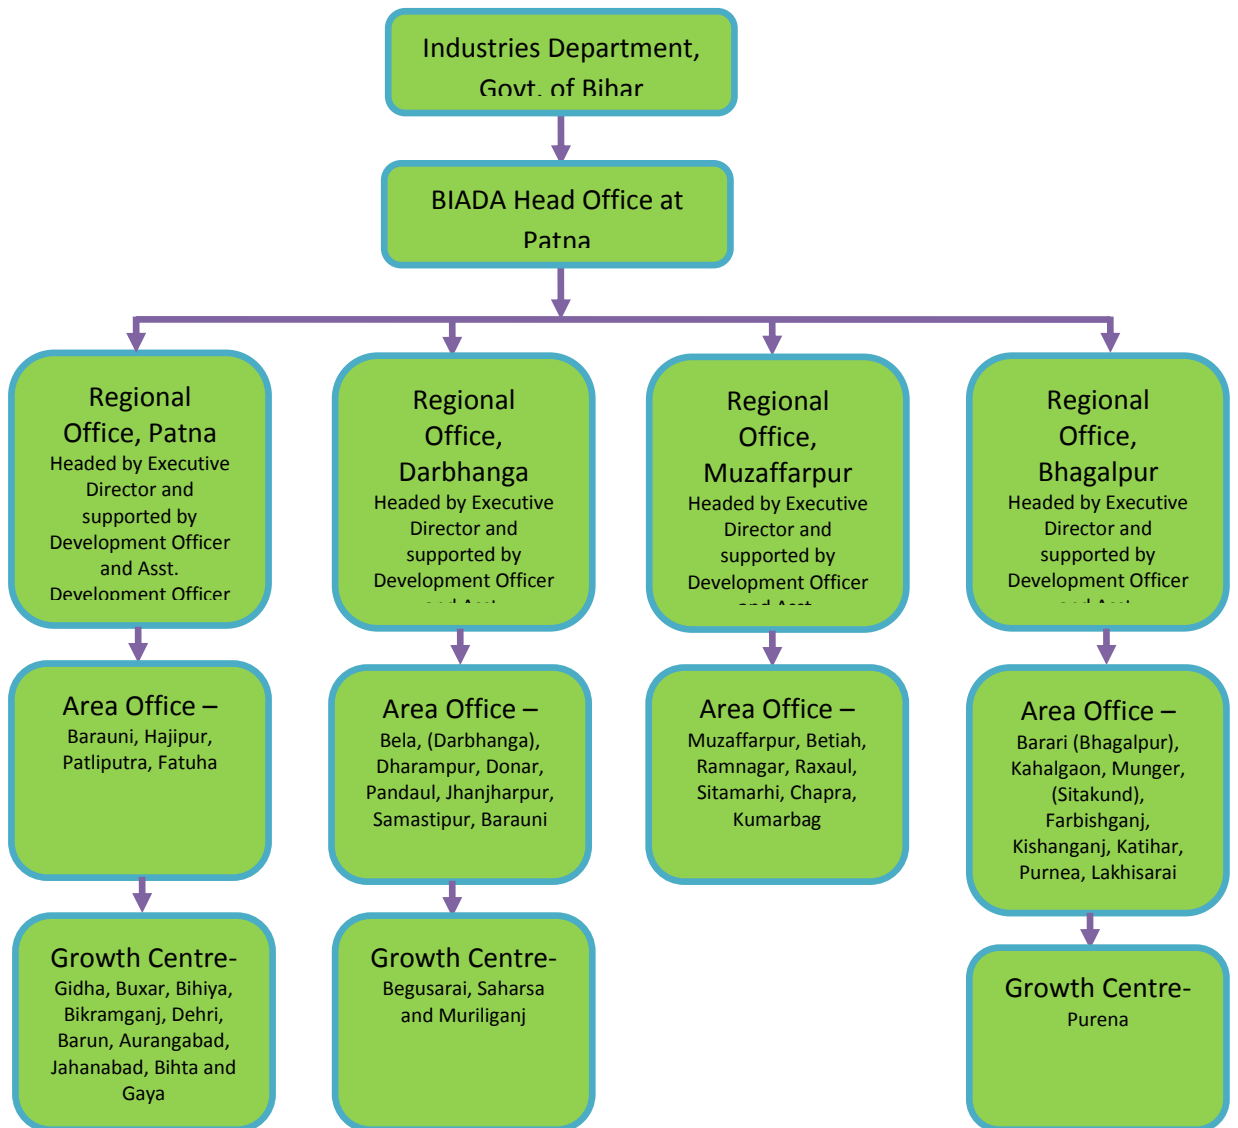 Industries Department,
Govt. of Bihar
BIADA Head Office at
Patna
Regional
Office, Patna
Headed by Executive
Director and
supported by
Development Officer
and Asst.
Development Officer
Regional
Office,
Darbhanga
Headed by Executive
Director and
supported by
Development Officer
and Asst.
Regional
Office,
Muzaffarpur
Headed by Executive
Director and
supported by
Development Officer
and Asst.
Regional
Office,
Bhagalpur
Headed by Executive
Director and
supported by
Development Officer
and Asst.
Area Office –
Barauni, Hajipur,
Patliputra, Fatuha
Area Office –
Bela, (Darbhanga),
Dharampur, Donar,
Pandaul, Jhanjharpur,
Samastipur, Barauni
Area Office –
Muzaffarpur, Betiah,
Ramnagar, Raxaul,
Sitamarhi, Chapra,
Kumarbag
Area Office –
Barari (Bhagalpur),
Kahalgaon, Munger,
(Sitakund),
Farbishganj,
Kishanganj, Katihar,
Purnea, Lakhisarai
Growth Centre-
Gidha, Buxar, Bihiya,
Bikramganj, Dehri,
Barun, Aurangabad,
Jahanabad, Bihta and
Gaya
Growth Centre-
Begusarai, Saharsa
and Muriliganj
Growth Centre-
Purena